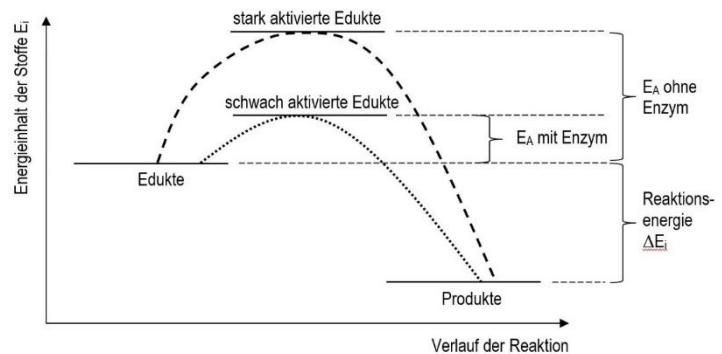 Energieinhalt der Stoffe Ei
stark aktivierte Edukte
schwach aktivierte Edukte
Edukte
Produkte
EA ohne
Enzym
EA mit Enzym
Reaktions-
energie
ΔEi
Verlauf der Reaktion